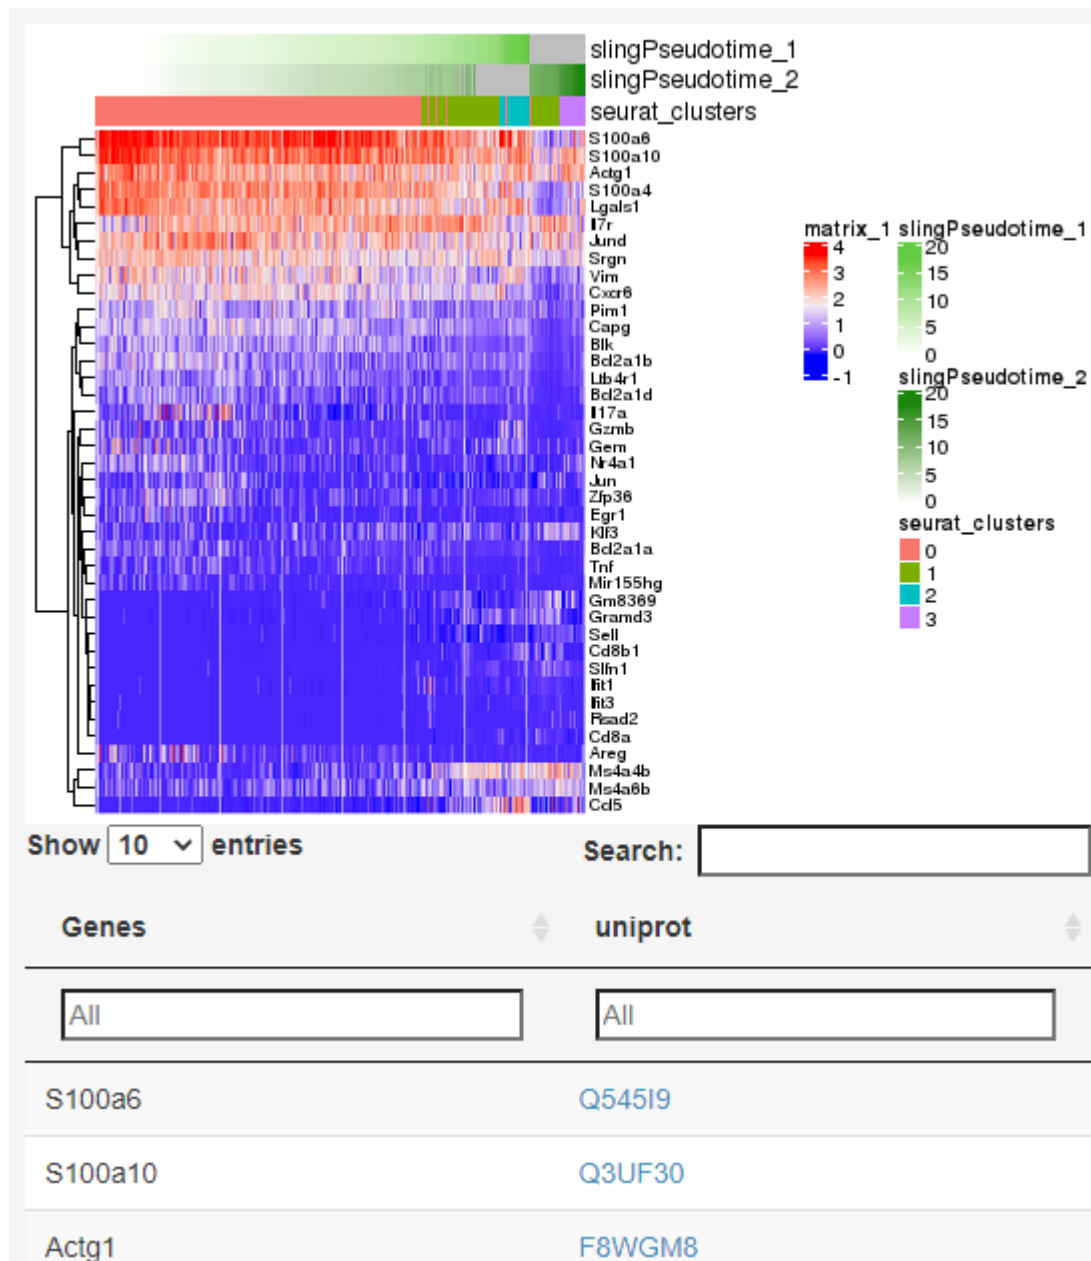 slingPseudotime_1
slingPseudotime_2
seurat_clusters
S100a6
S100a10
Actg1
S100a4
Lgals1
Il7r
Jund
Srgn
Vim
Cxcr6
Pim1
Capg
Blk
Bcl2a1b
Ltb4r1
Bcl2a1d
Il17a
Gzmb
Gem
Nr4a1
Jun
Zfp36
Egr1
Klf3
Bcl2a1a
Tnf
Mir155hg
Gm8369
Gramd3
Sell
Cd8b1
Slfn1
Ifit1
Ifit3
Rsad2
Cd8a
Areg
Ms4a4b
Ms4a6b
Ccl5
matrix_1
4
3
2
1
0
-1
slingPseudotime_1
20
15
10
5
0
slingPseudotime_2
20
15
10
5
0
seurat_clusters
0
1
2
3
Show 10 entries
Search:
Genes uniprot
All All
S100a6 Q545I9
S100a10 Q3UF30
Actg1 F8WGM8